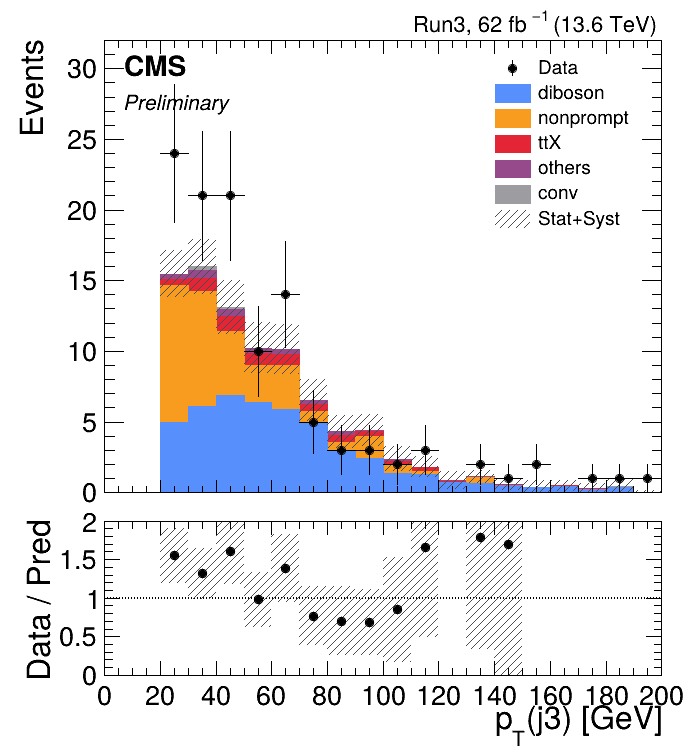 Run3, 62 fb⁻¹ (13.6 TeV)
Events
30
25
20
15
10
5
0
CMS
Preliminary
Data
diboson
nonprompt
ttX
others
conv
Stat+Syst
Data / Pred
2
1.5
1
0.5
0
0 20 40 60 80 100 120 140 160 180 200
p_T(j3) [GeV]